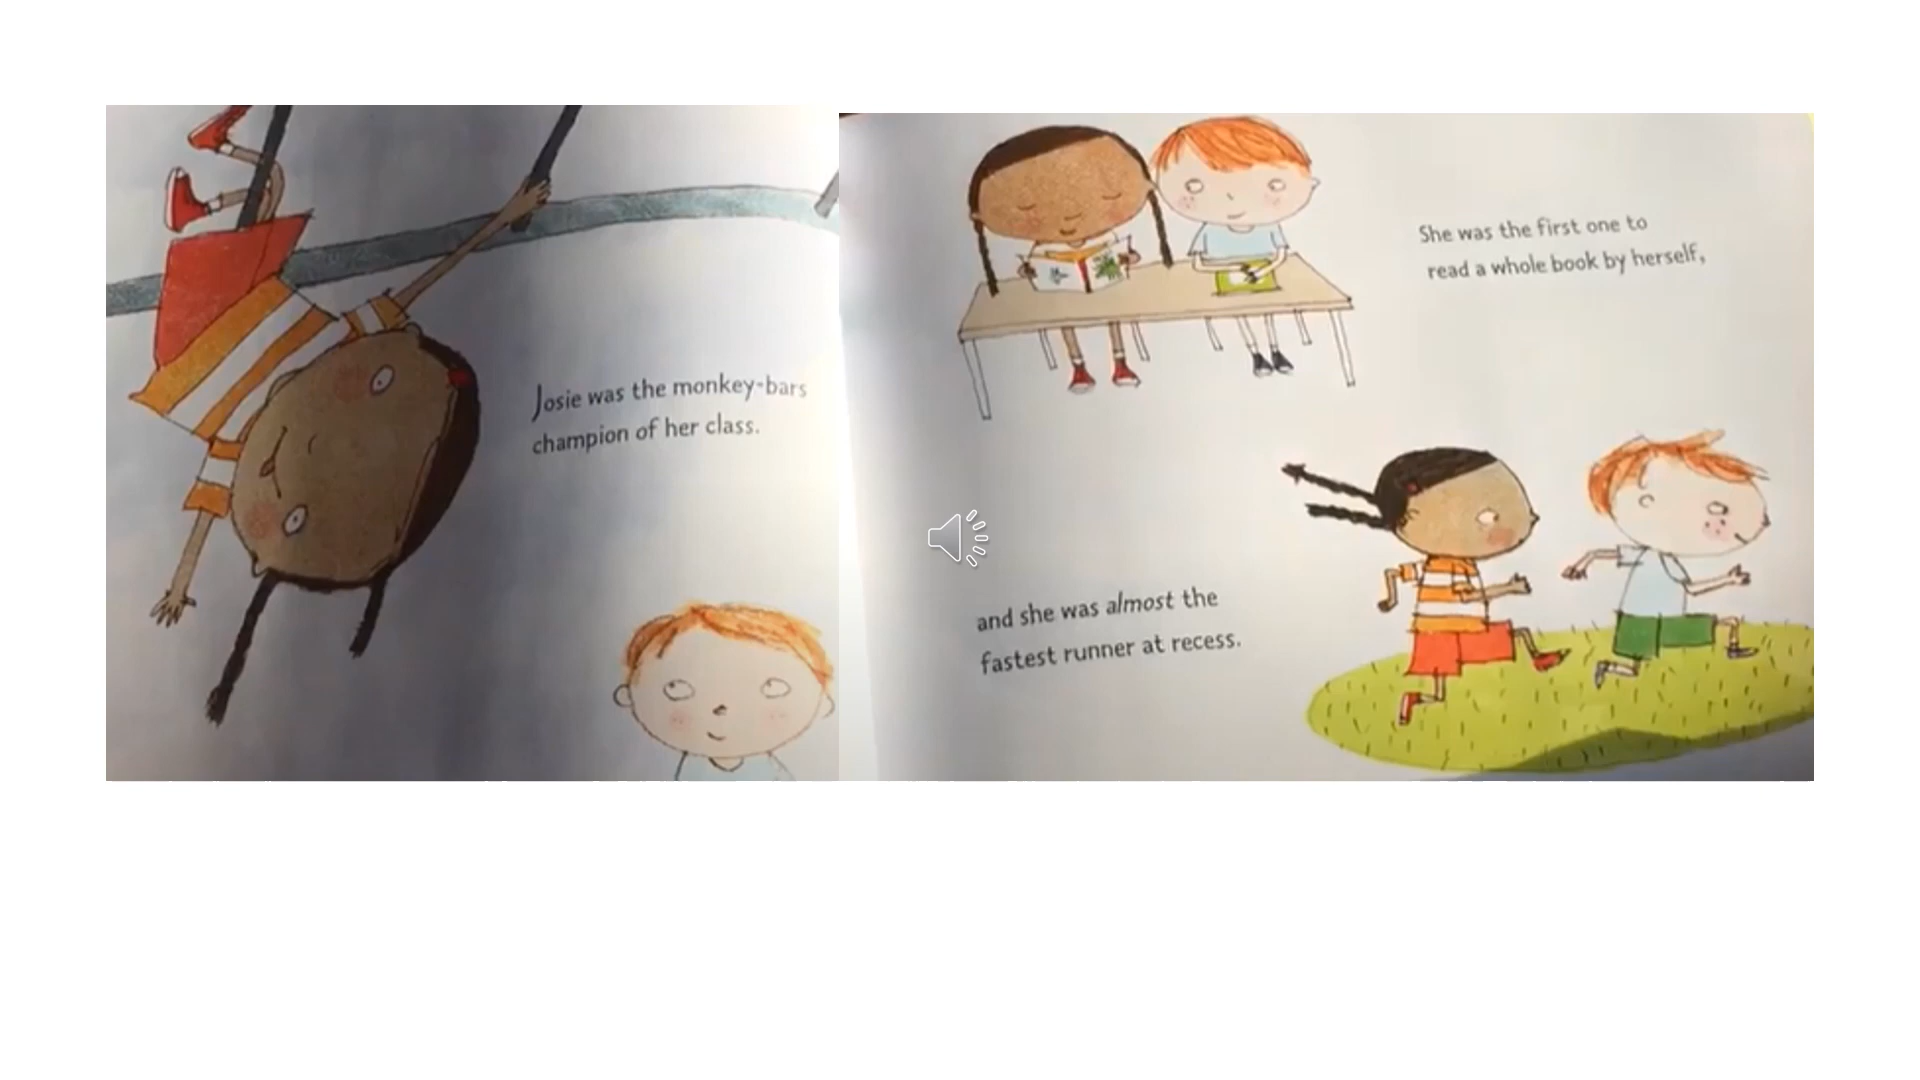 Josie was the monkey-bars
champion of her class.
She was the first one to
read a whole book by herself,
and she was almost the
fastest runner at recess.